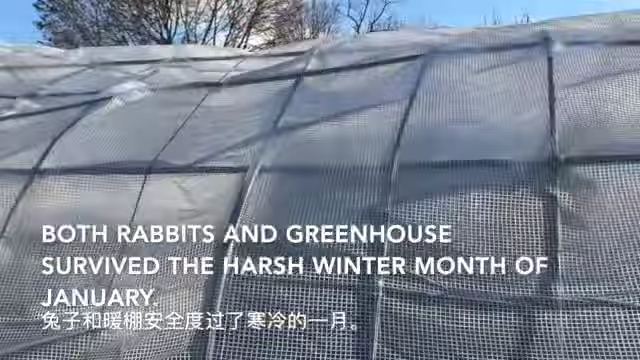 BOTH RABBITS AND GREENHOUSE
SURVIVED THE HARSH WINTER MONTH OF
JANUARY.
兔子和暖棚安全度过了寒冷的一月。